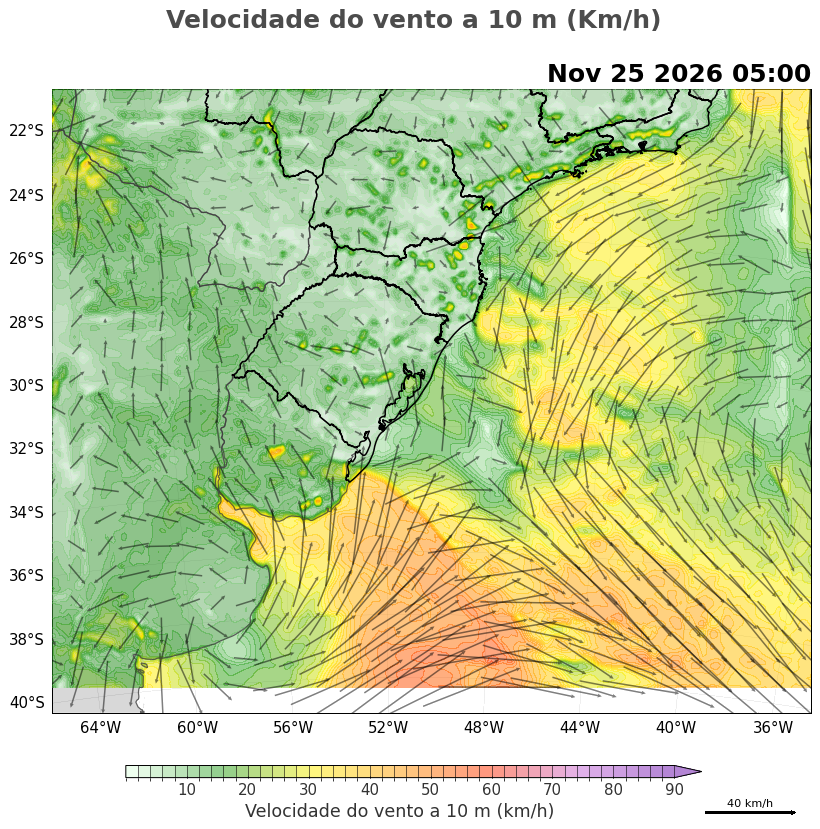 Velocidade do vento a 10 m (Km/h)
Nov 25 2026 05:00
22°S
24°S
26°S
28°S
30°S
32°S
34°S
36°S
38°S
40°S
64°W 60°W 56°W 52°W 48°W 44°W 40°W 36°W
10 20 30 40 50 60 70 80 90
Velocidade do vento a 10 m (km/h)
40 km/h